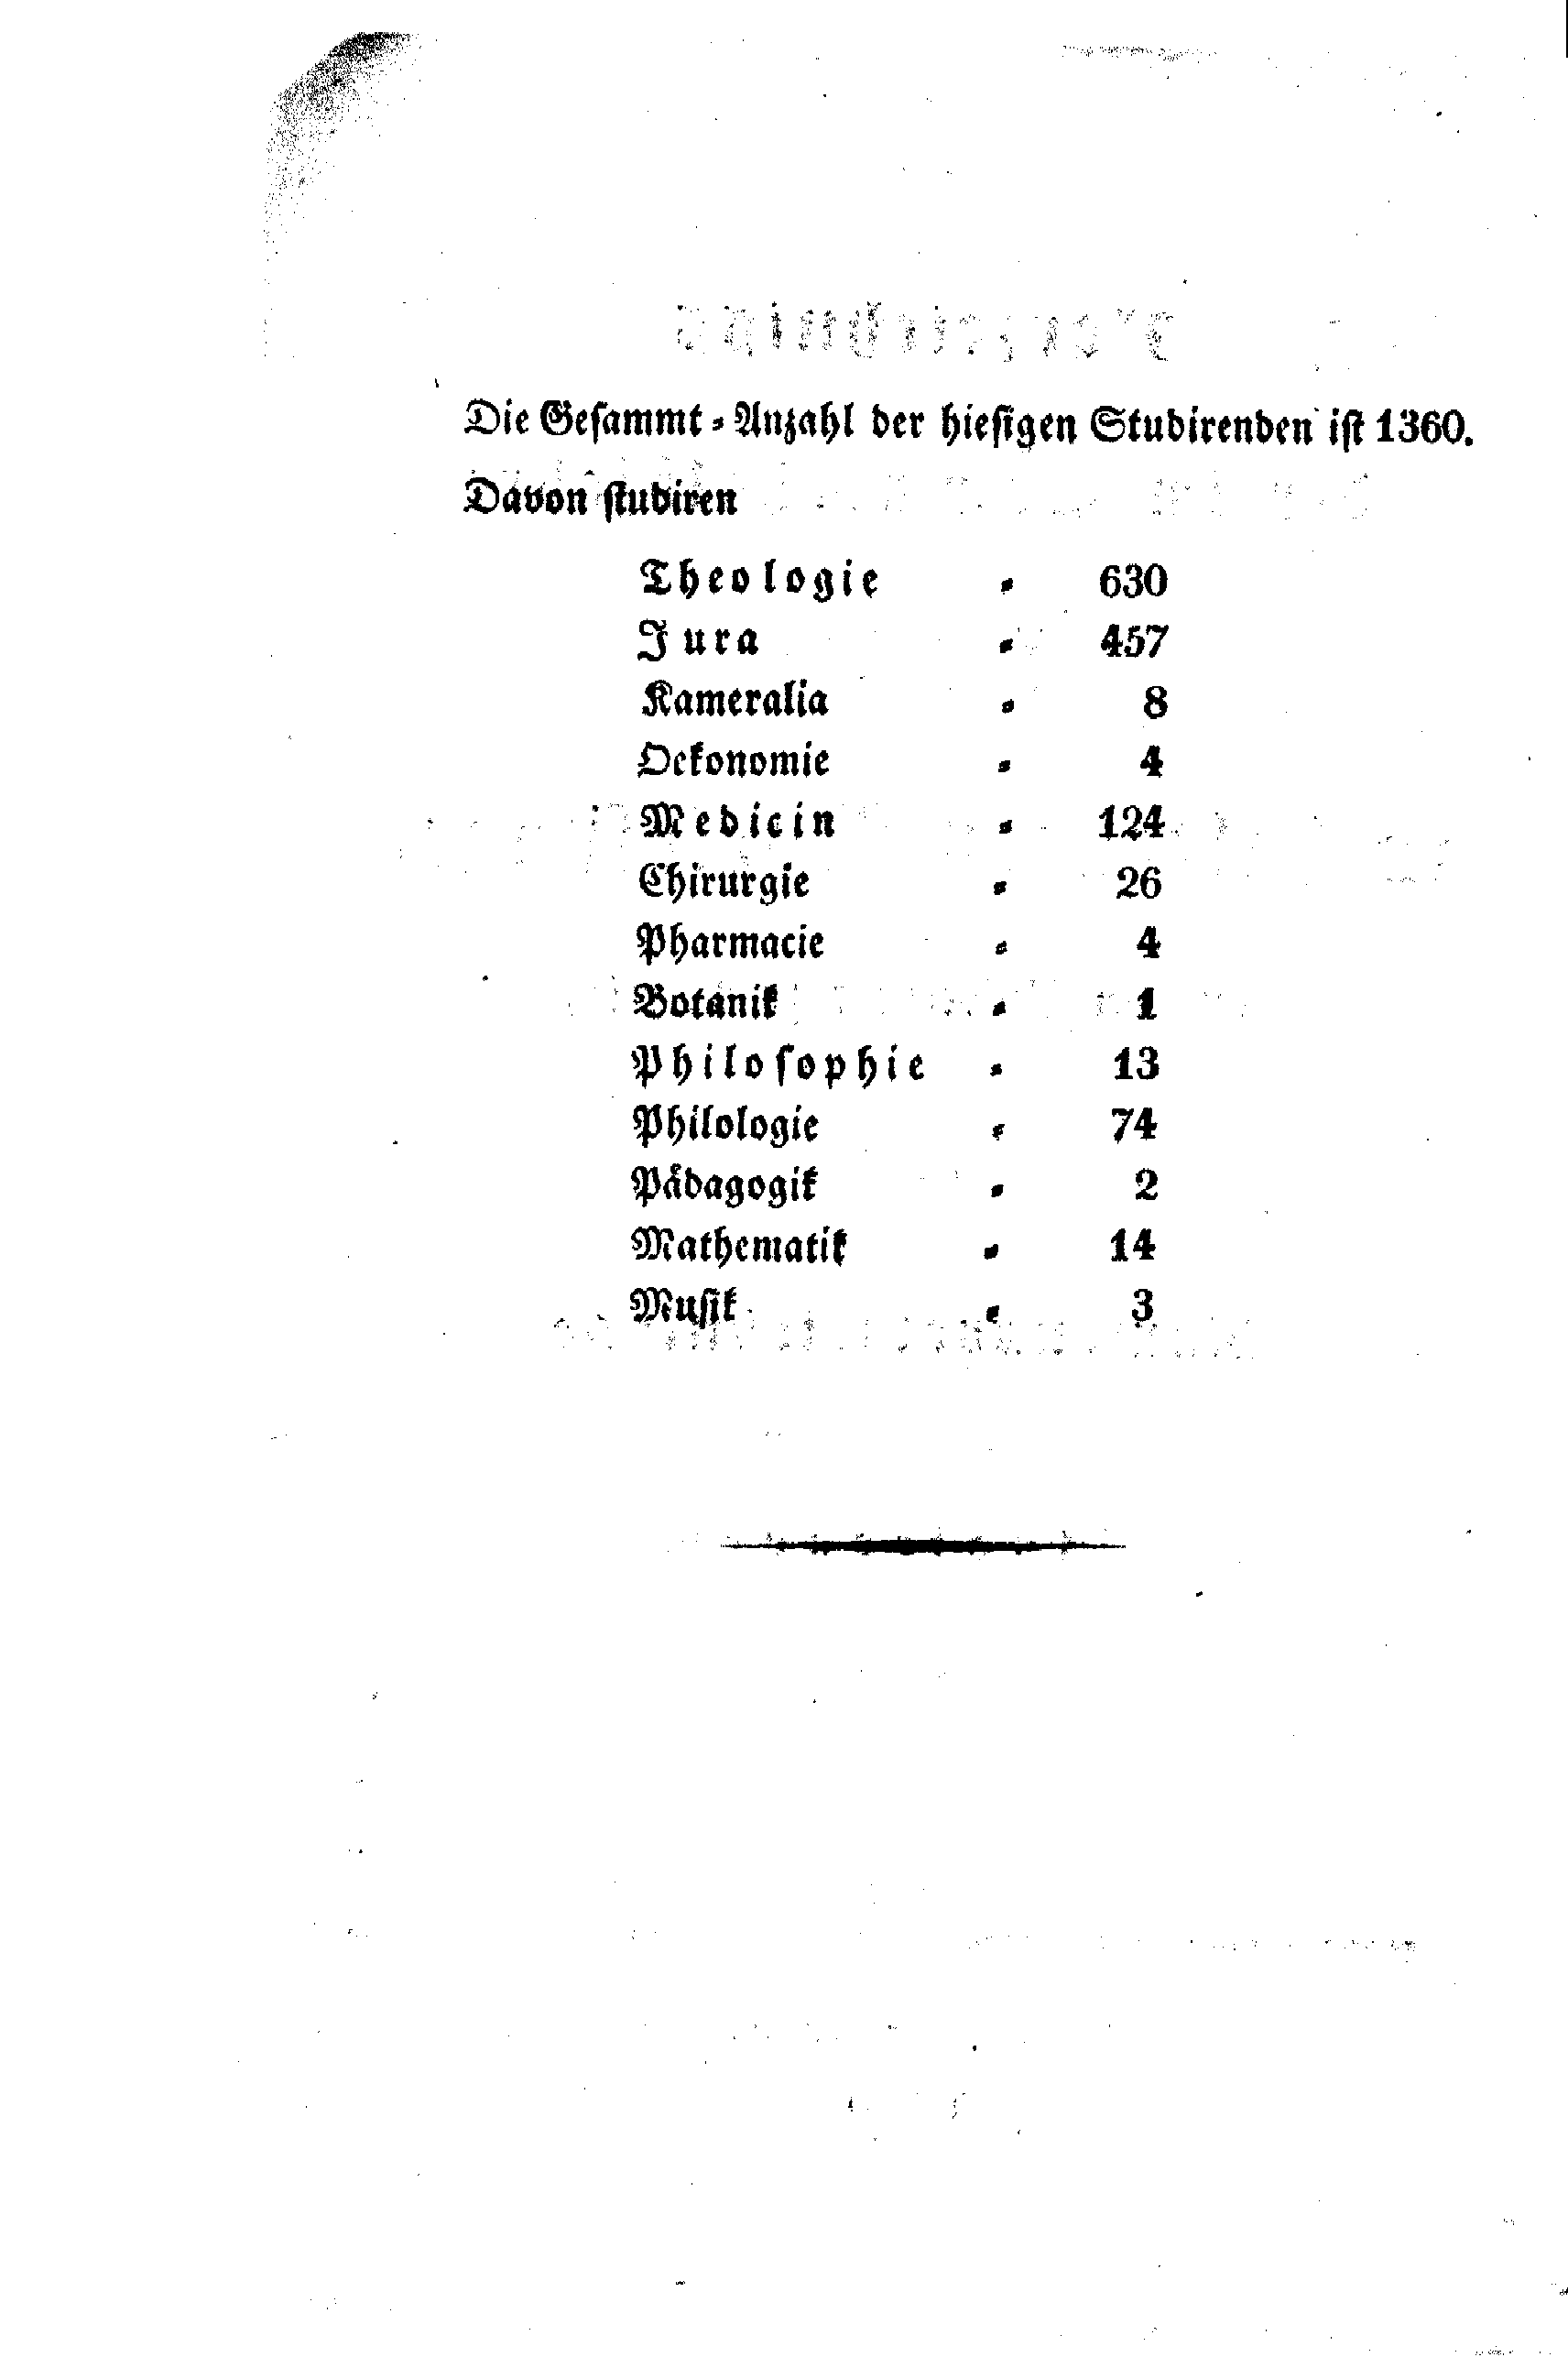 Die Geſammt-Anzahl der hieſigen Studirenden iſt 1360.
Davon ſtudiren
Theologie - 630
Jura - 457
Kameralia - 8
Oekonomie - 4
Medicin - 124
Chirurgie - 26
Pharmacie - 4
Botanik - 1
Philoſophie - 13
Philologie - 74
Pädagogik - 2
Mathematik - 14
Muſik - 3